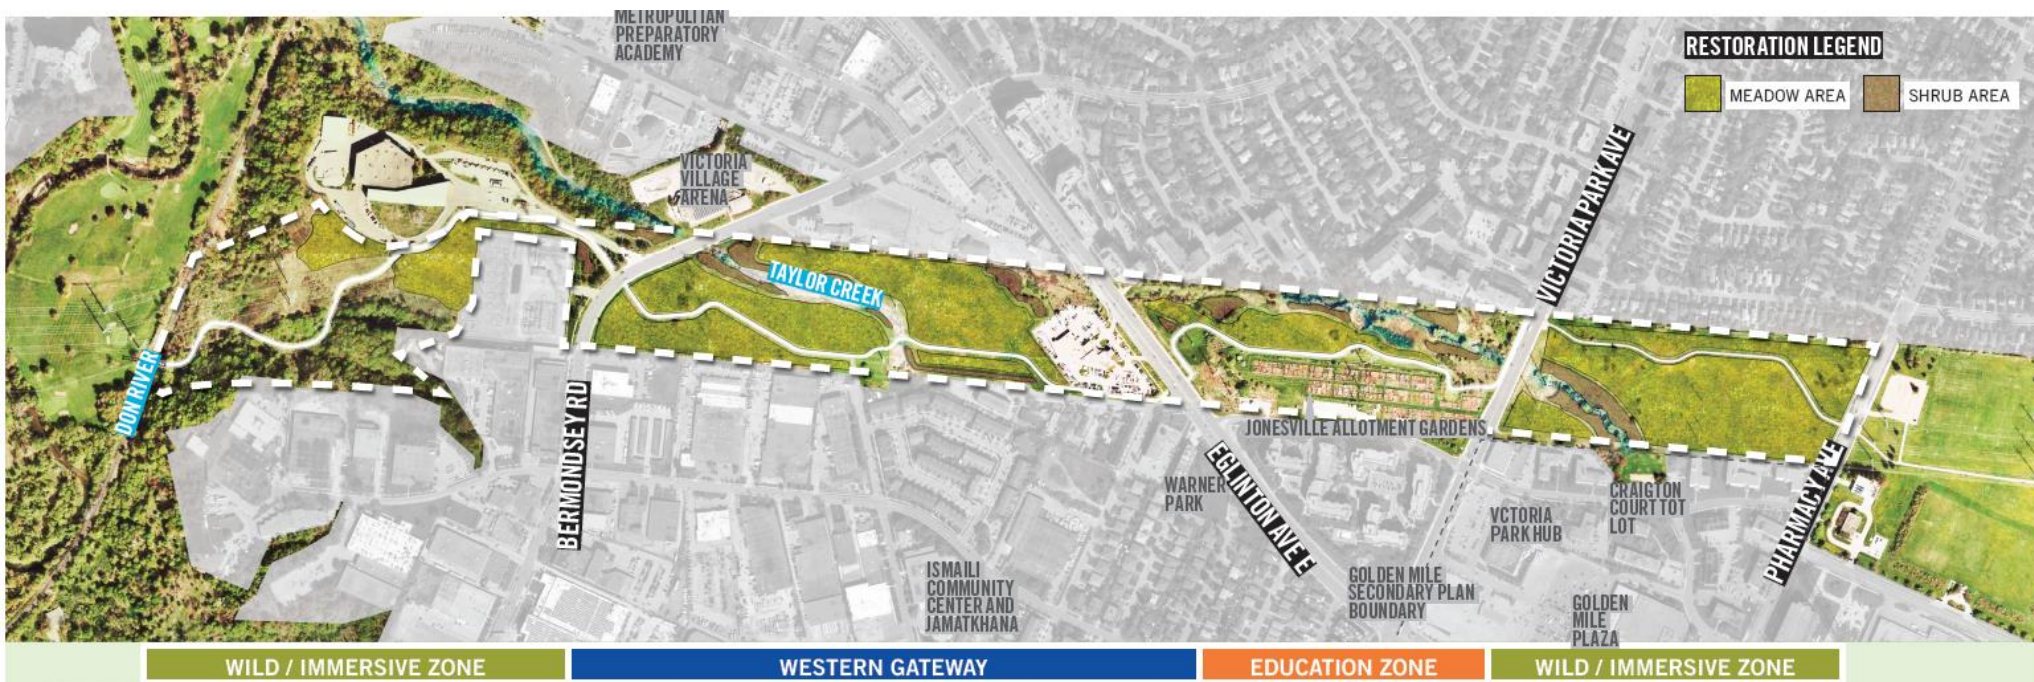 METROPOLITAN
PREPARATORY
ACADEMY
RESTORATION LEGEND
MEADOW AREA
SHRUB AREA
VICTORIA
VILLAGE
ARENA
VICTORIA PARK AVE
TAYLOR CREEK
DON RIVER
BERMONDSEY RD
JONESVILLE ALLOTMENT GARDENS
EGLINTON AVE E
WARNER
PARK
CRAIGTON
COURT TOT
LOT
VCTORIA
PARK HUB
PHARMACY AVE
ISMAILI
COMMUNITY
CENTER AND
JAMATKHANA
GOLDEN MILE
SECONDARY PLAN
BOUNDARY
GOLDEN
MILE
PLAZA
WILD / IMMERSIVE ZONE
WESTERN GATEWAY
EDUCATION ZONE
WILD / IMMERSIVE ZONE